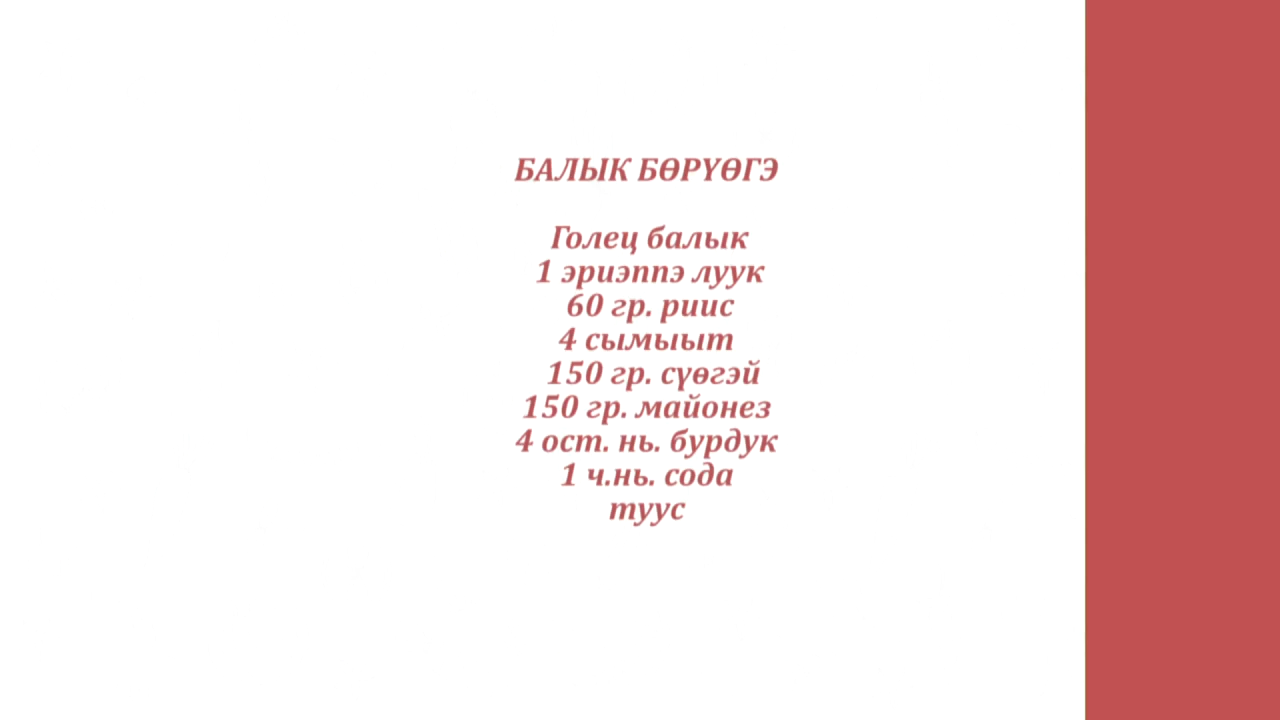 БАЛЫК БӨРҮӨГЭ
Голец балык
1 эриэппэ луук
60 гр. риис
4 сымыыт
150 гр. сүөгэй
150 гр. майонез
4 ост. нь. бурдук
1 ч.нь. сода
туус